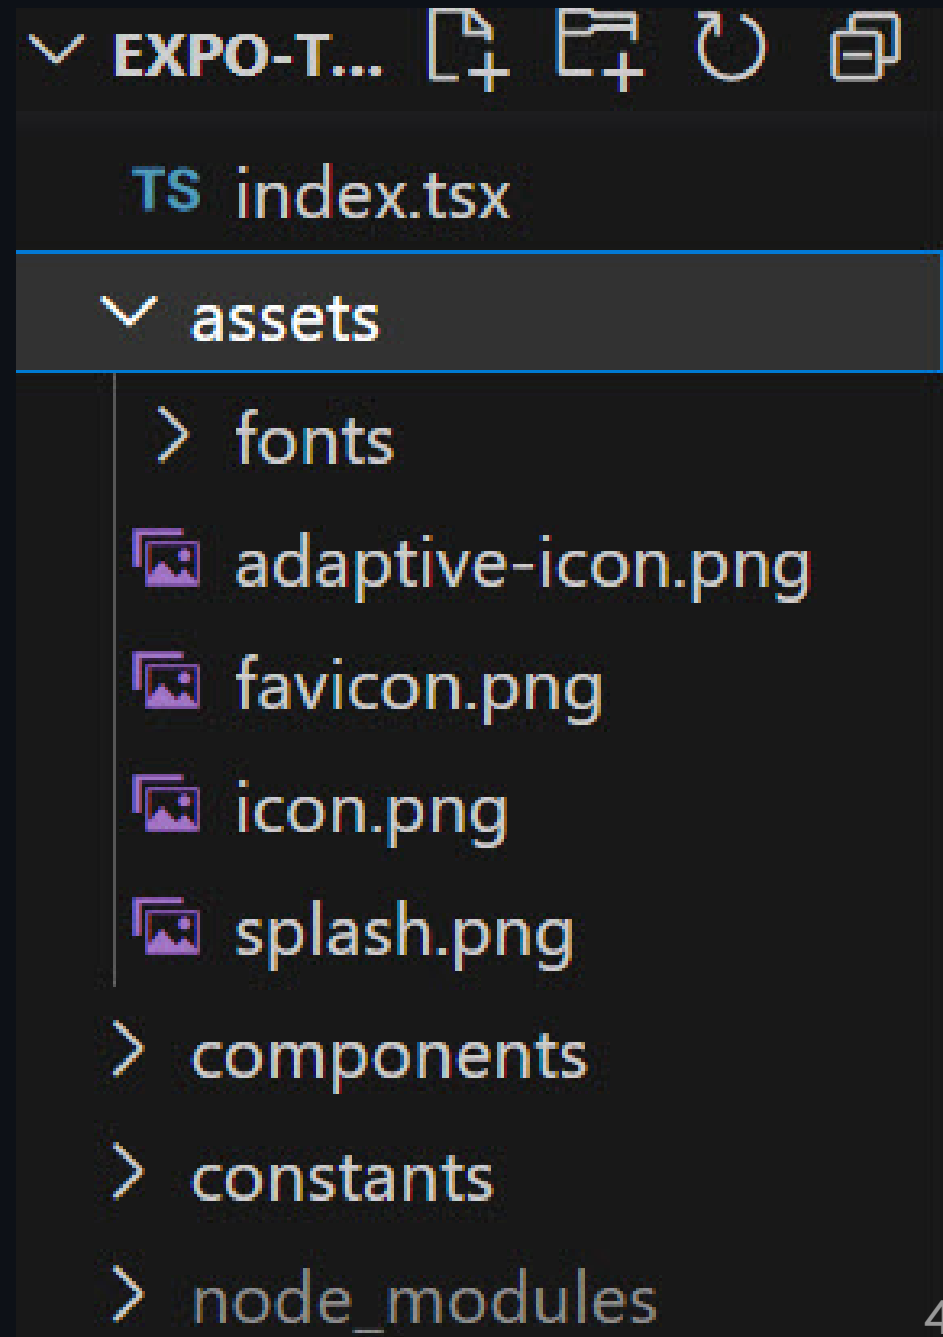 EXPO-T...
TS index.tsx
assets
fonts
adaptive-icon.png
favicon.png
icon.png
splash.png
components
constants
node_modules